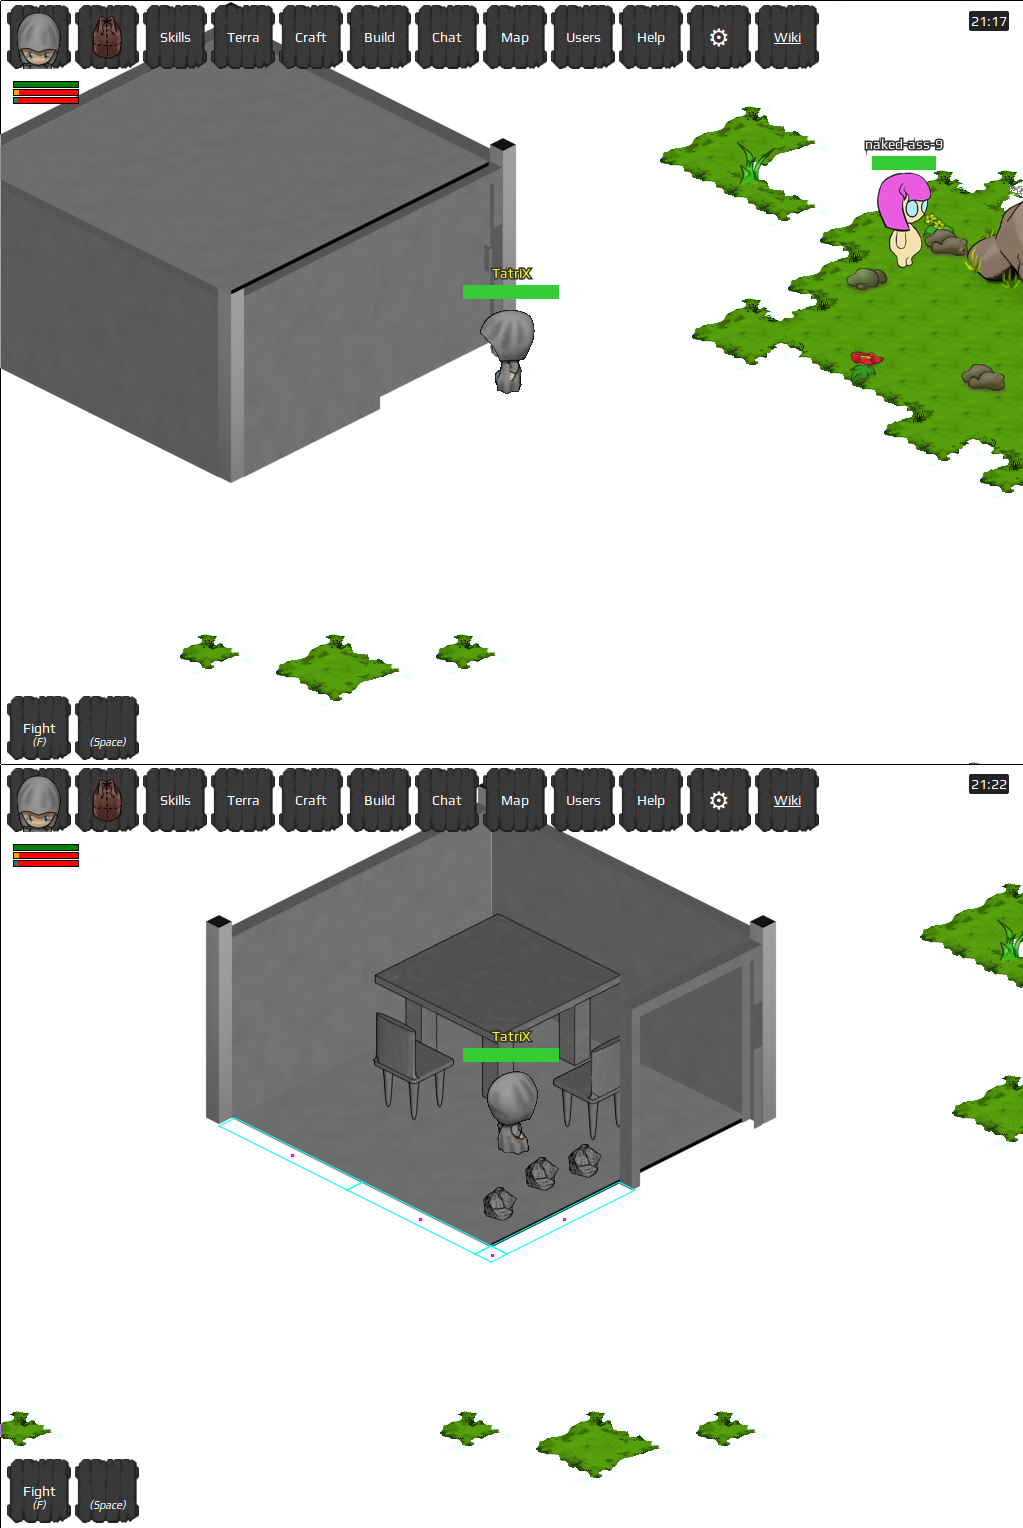 Skills Terra Craft Build Chat Map Users Help Wiki 21:17
naked-ass-9
TatriX
Fight
(F) (Space)
Skills Terra Craft Build Chat Map Users Help Wiki 21:22
TatriX
Fight
(F) (Space)